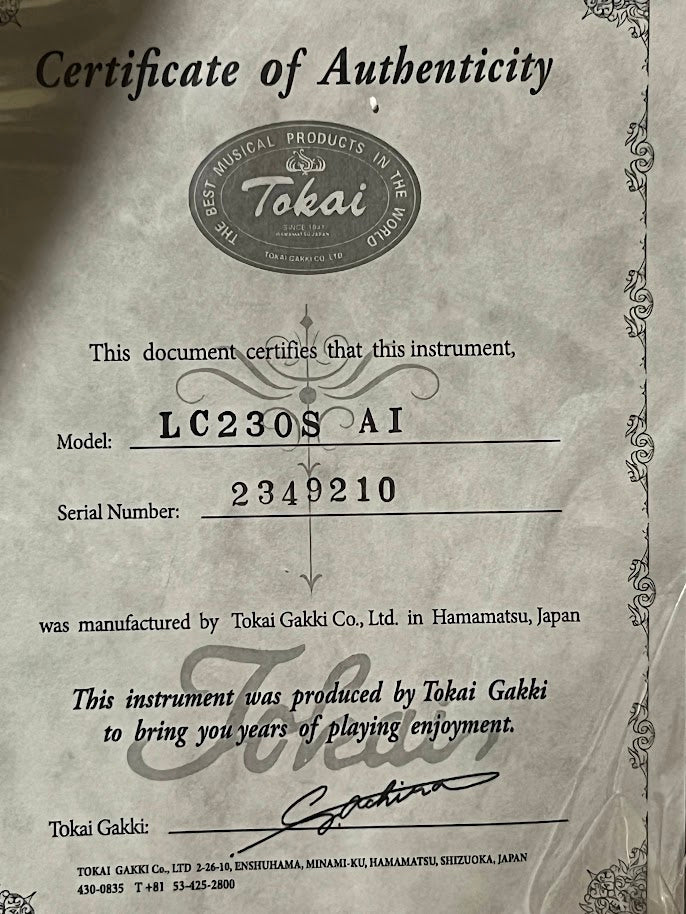 Certificate of Authenticity
THE BEST MUSICAL PRODUCTS IN THE WORLD
Tokai
SINCE 1947
HAMAMATSU JAPAN
TOKAI GAKKI CO. LTD
This document certifies that this instrument,
Model: LC230S AI
Serial Number: 2349210
was manufactured by Tokai Gakki Co., Ltd. in Hamamatsu, Japan
Tokai
This instrument was produced by Tokai Gakki
to bring you years of playing enjoyment.
Tokai Gakki:
TOKAI GAKKI Co., LTD 2-26-10, ENSHUHAMA, MINAMI-KU, HAMAMATSU, SHIZUOKA, JAPAN
430-0835 T +81 53-425-2800